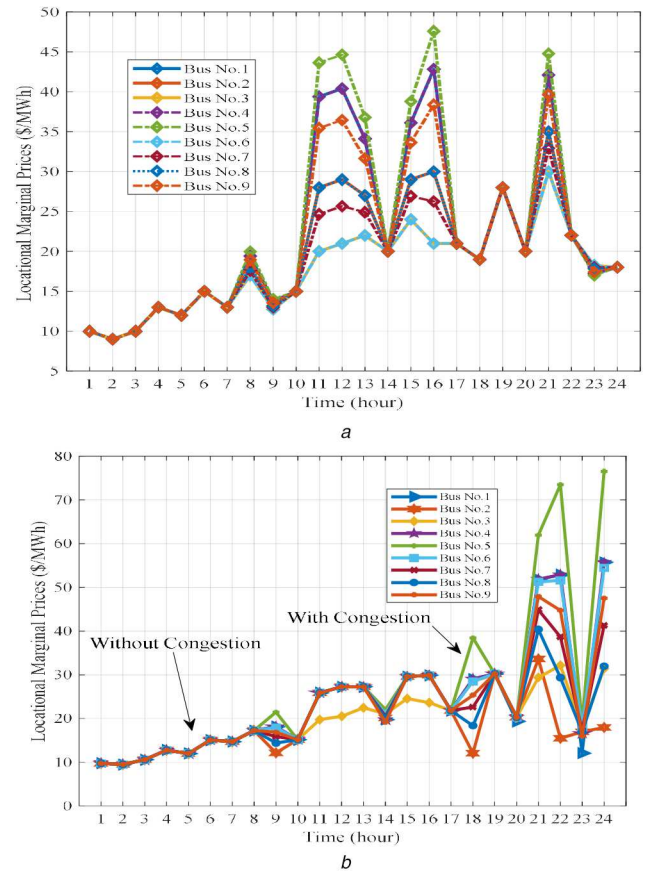 50
45
40
35
30
25
20
15
10
5
Locational Marginal Prices ($/MWh)
Bus No.1
Bus No.2
Bus No.3
Bus No.4
Bus No.5
Bus No.6
Bus No.7
Bus No.8
Bus No.9
1 2 3 4 5 6 7 8 9 10 11 12 13 14 15 16 17 18 19 20 21 22 23 24
Time (hour)
a
80
70
60
50
40
30
20
10
0
Locational Marginal Prices ($/MWh)
Bus No.1
Bus No.2
Bus No.3
Bus No.4
Bus No.5
Bus No.6
Bus No.7
Bus No.8
Bus No.9
With Congestion
Without Congestion
1 2 3 4 5 6 7 8 9 10 11 12 13 14 15 16 17 18 19 20 21 22 23 24
Time (hour)
b